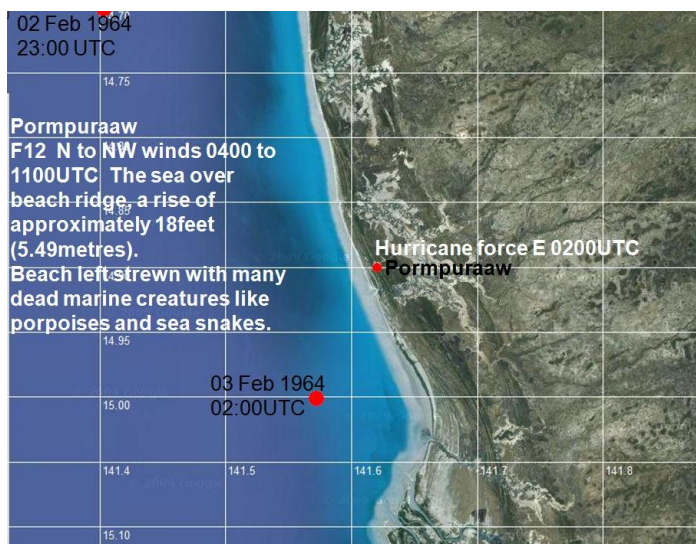 02 Feb 1964
23:00 UTC
14.75
Pormpuraaw
F12 N to NW winds 0400 to
1100UTC The sea over
beach ridge, a rise of
approximately 18feet
(5.49metres).
Beach left strewn with many
dead marine creatures like
porpoises and sea snakes.
14.85
Hurricane force E 0200UTC
Pormpuraaw
14.95
03 Feb 1964
02:00UTC
15.00
141.4
141.5
141.6
141.7
141.8
15.10